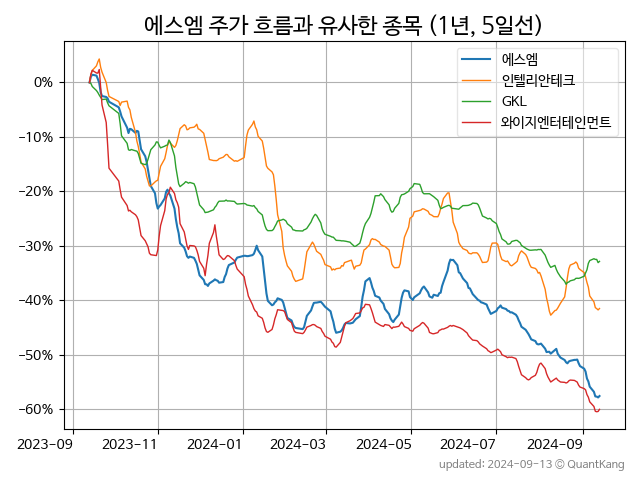 에스엠 주가 흐름과 유사한 종목 (1년, 5일선)
에스엠
인텔리안테크
GKL
와이지엔터테인먼트
0%
−10%
−20%
−30%
−40%
−50%
−60%
2023-09 2023-11 2024-01 2024-03 2024-05 2024-07 2024-09
updated: 2024-09-13 © QuantKang